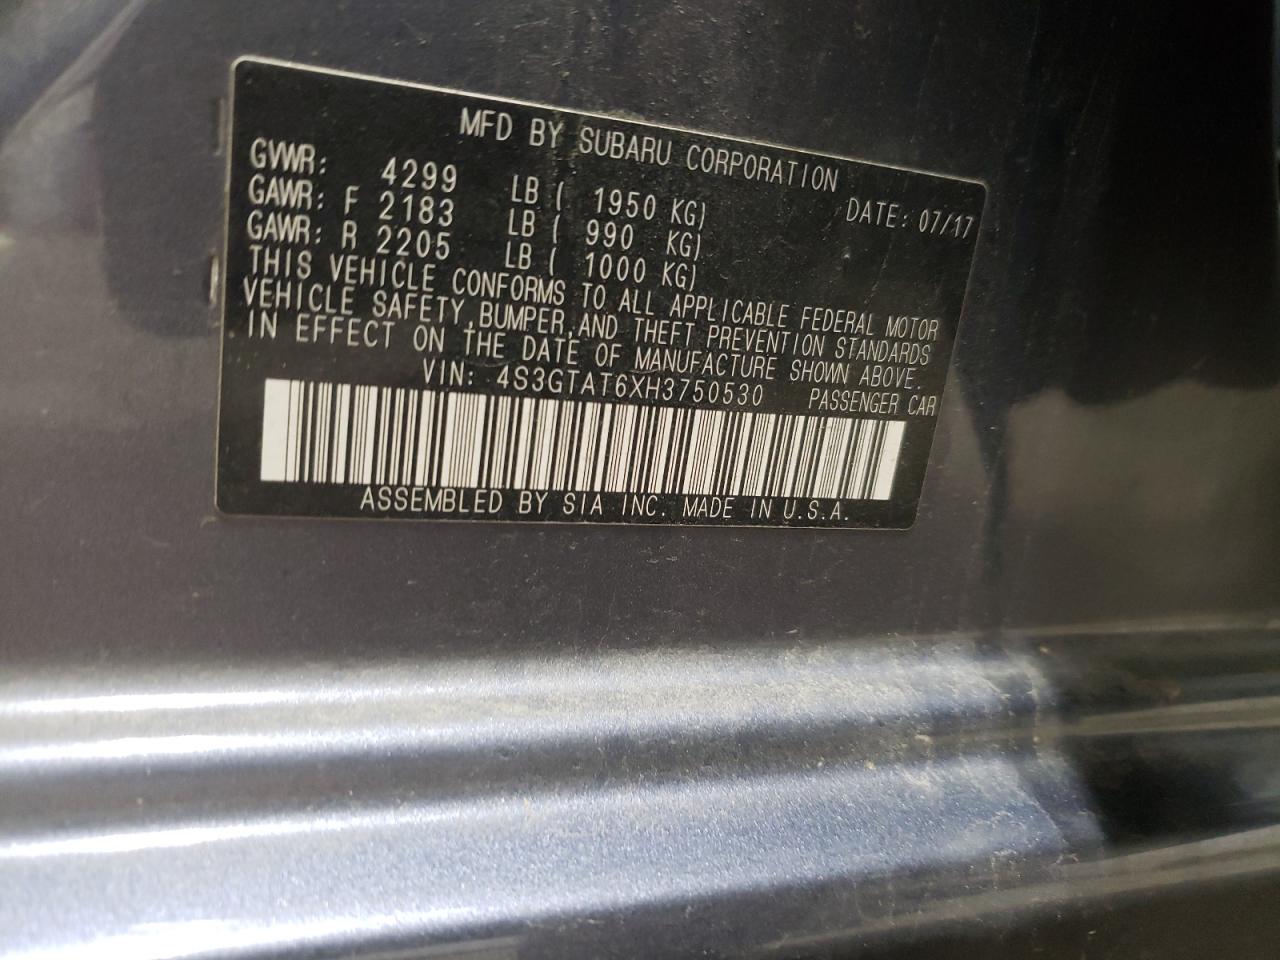 MFD BY SUBARU CORPORATION
DATE: 07/17
GVWR: 4299 LB ( 1950 KG)
GAWR: F 2183 LB ( 990 KG)
GAWR: R 2205 LB ( 1000 KG)
THIS VEHICLE CONFORMS TO ALL APPLICABLE FEDERAL MOTOR
VEHICLE SAFETY,BUMPER,AND THEFT PREVENTION STANDARDS
IN EFFECT ON THE DATE OF MANUFACTURE SHOWN ABOVE.
VIN: 4S3GTAT6XH3750530 PASSENGER CAR
ASSEMBLED BY SIA INC. MADE IN U.S.A.